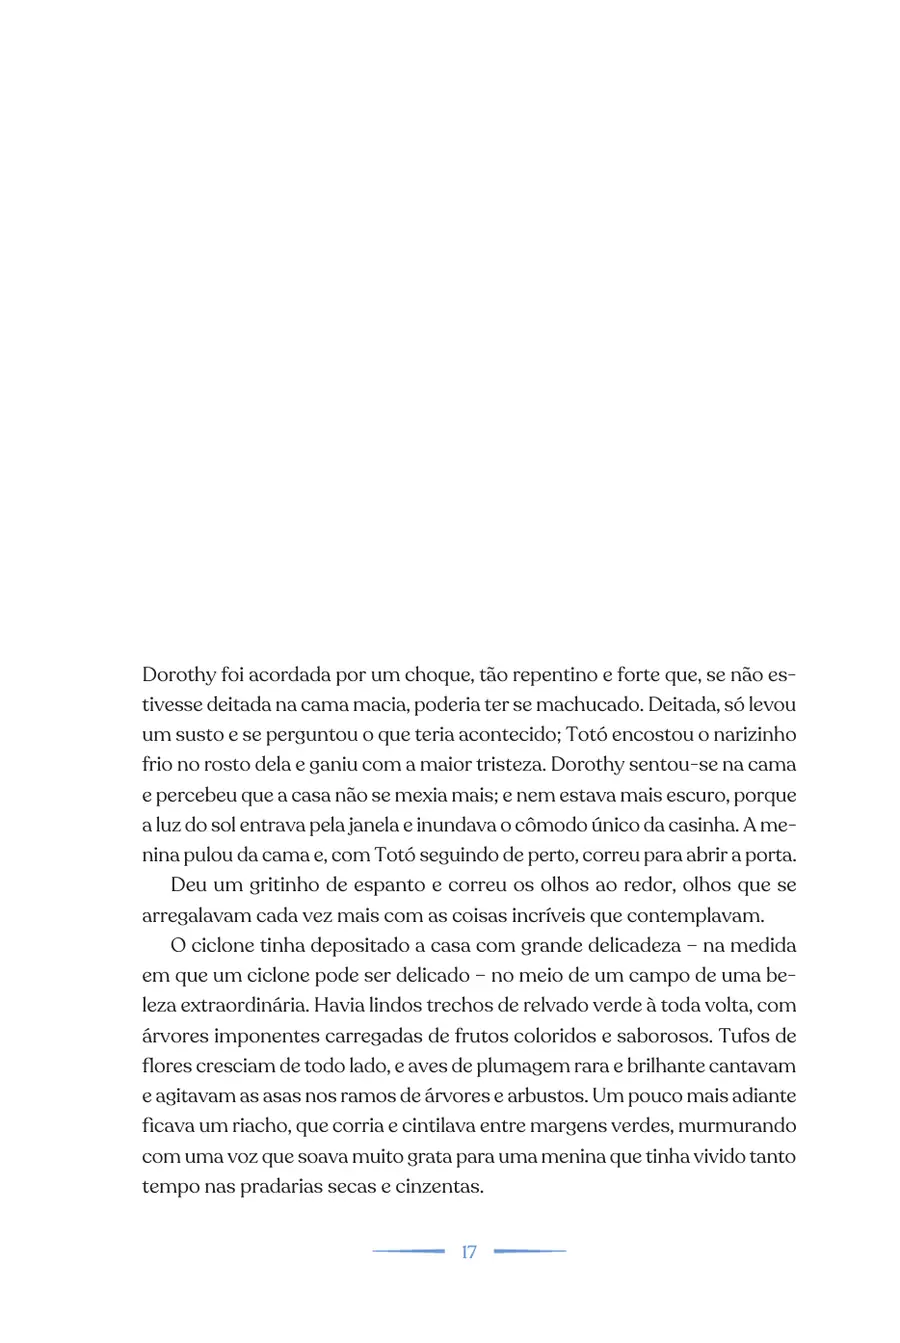 Dorothy foi acordada por um choque, tão repentino e forte que, se não es-
tivesse deitada na cama macia, poderia ter se machucado. Deitada, só levou
um susto e se perguntou o que teria acontecido; Totó encostou o narizinho
frio no rosto dela e ganiu com a maior tristeza. Dorothy sentou-se na cama
e percebeu que a casa não se mexia mais; e nem estava mais escuro, porque
a luz do sol entrava pela janela e inundava o cômodo único da casinha. A me-
nina pulou da cama e, com Totó seguindo de perto, correu para abrir a porta.
Deu um gritinho de espanto e correu os olhos ao redor, olhos que se
arregalavam cada vez mais com as coisas incríveis que contemplavam.
O ciclone tinha depositado a casa com grande delicadeza – na medida
em que um ciclone pode ser delicado – no meio de um campo de uma be-
leza extraordinária. Havia lindos trechos de relvado verde à toda volta, com
árvores imponentes carregadas de frutos coloridos e saborosos. Tufos de
flores cresciam de todo lado, e aves de plumagem rara e brilhante cantavam
e agitavam as asas nos ramos de árvores e arbustos. Um pouco mais adiante
ficava um riacho, que corria e cintilava entre margens verdes, murmurando
com uma voz que soava muito grata para uma menina que tinha vivido tanto
tempo nas pradarias secas e cinzentas.
17